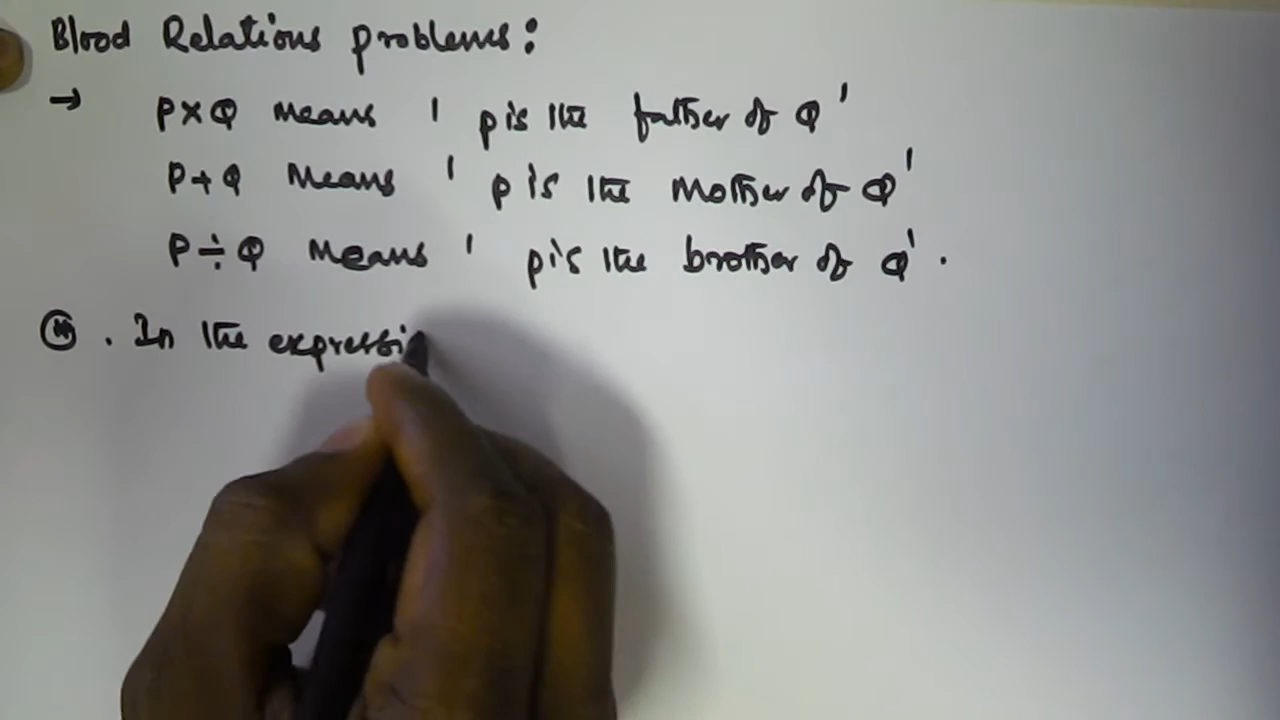 Blood Relations problems:
→ P×Q means ' p is the father of Q'
P+Q means ' p is the Mother of Q'
P÷Q means ' p is the brother of Q'.
. In the expressi